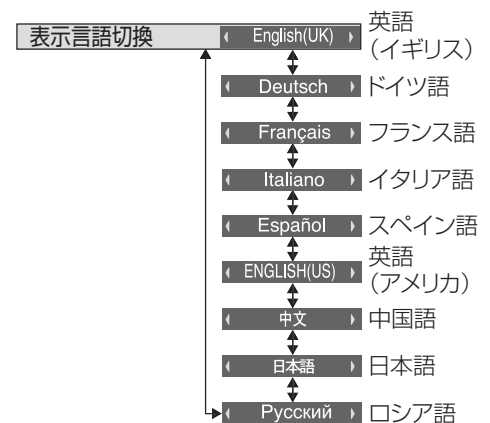 表示言語切換 English(UK) 英語
(イギリス)
Deutsch ドイツ語
Français フランス語
Italiano イタリア語
Español スペイン語
ENGLISH(US) 英語
(アメリカ)
中文 中国語
日本語 日本語
Русский ロシア語